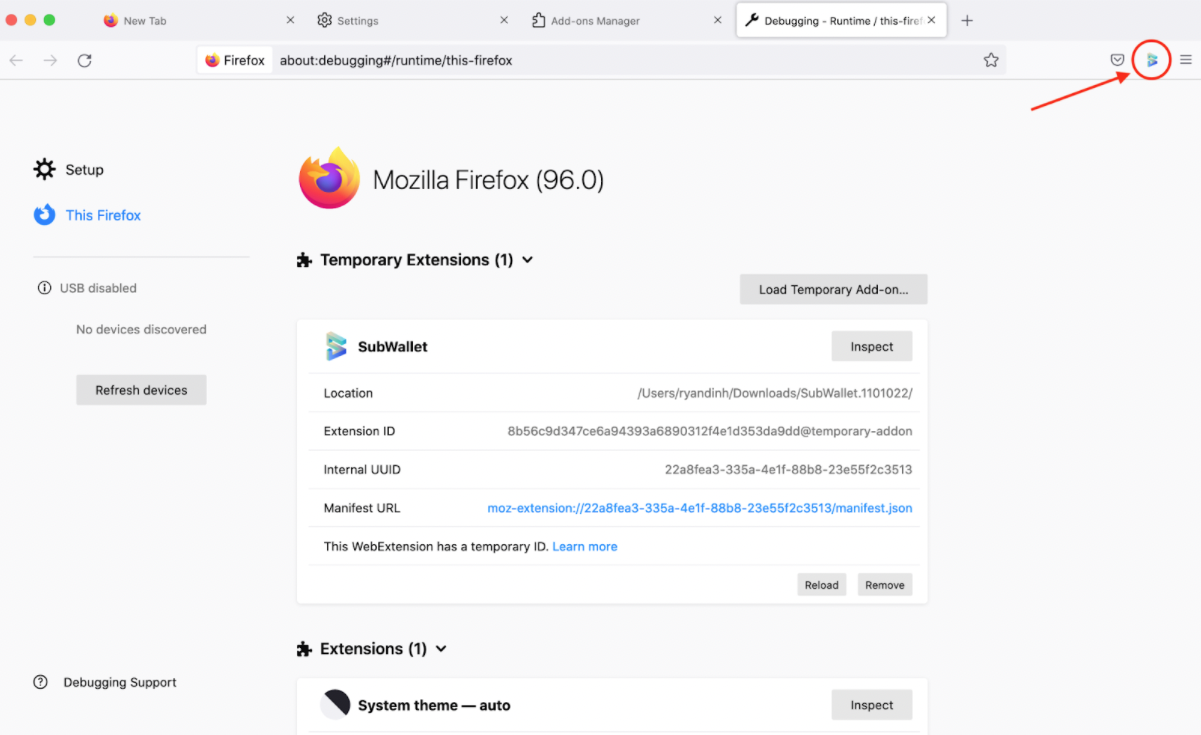 New Tab
Settings
Add-ons Manager
Debugging - Runtime / this-firef
Firefox
about:debugging#/runtime/this-firefox
Setup
This Firefox
USB disabled
No devices discovered
Refresh devices
Mozilla Firefox (96.0)
Temporary Extensions (1)
Load Temporary Add-on...
SubWallet
Inspect
Location /Users/ryandinh/Downloads/SubWallet.1101022/
Extension ID 8b56c9d347ce6a94393a6890312f4e1d353da9dd@temporary-addon
Internal UUID 22a8fea3-335a-4e1f-88b8-23e55f2c3513
Manifest URL moz-extension://22a8fea3-335a-4e1f-88b8-23e55f2c3513/manifest.json
This WebExtension has a temporary ID. Learn more
Reload Remove
Extensions (1)
System theme — auto
Inspect
Debugging Support